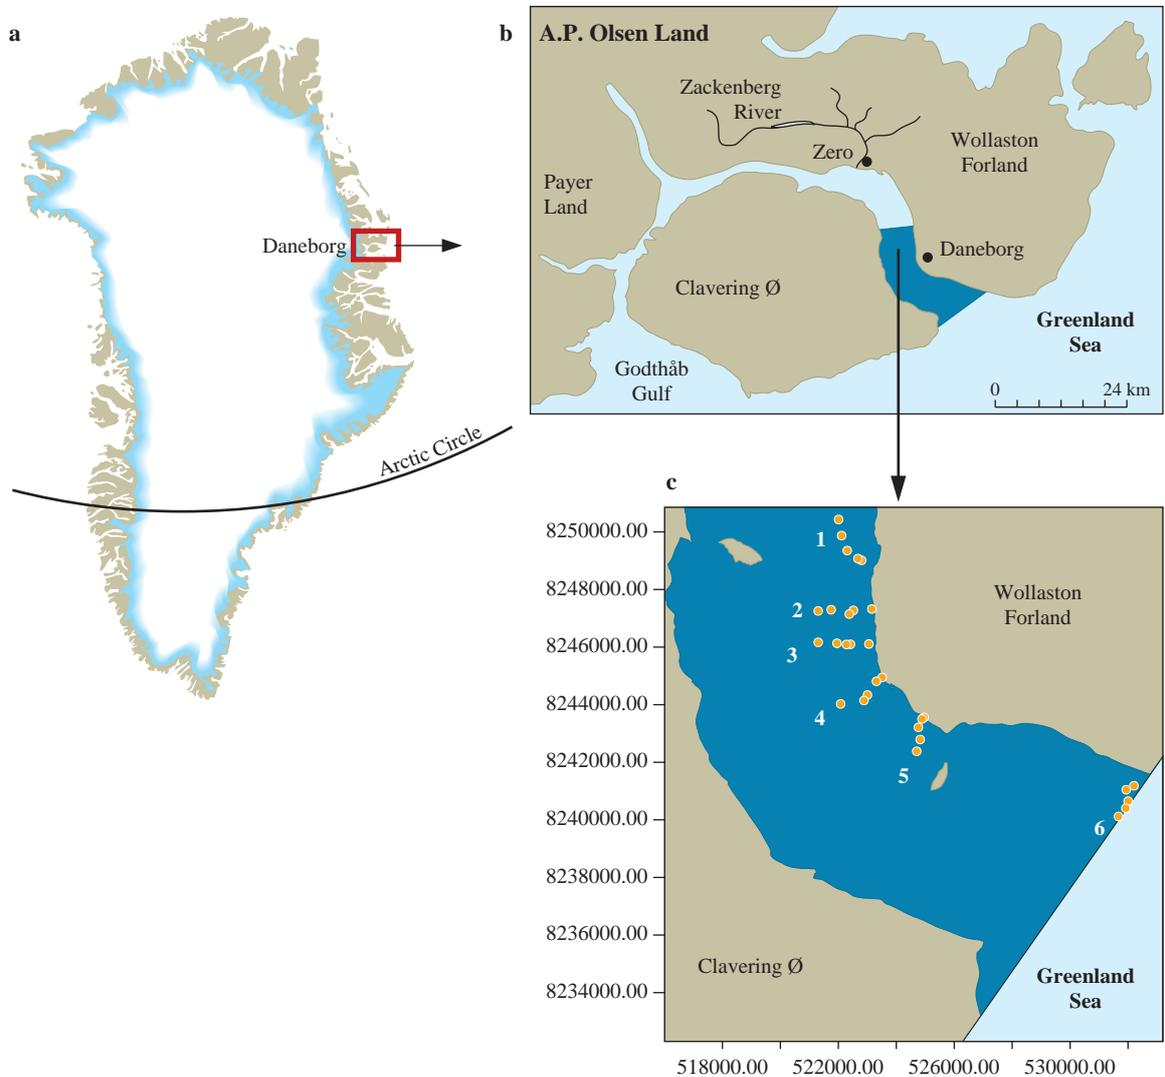 a
Daneborg
Arctic Circle
b
A.P. Olsen Land
Zackenberg
River
Zero
Wollaston
Forland
Payer
Land
Daneborg
Clavering Ø
Greenland
Sea
Godthåb
Gulf
0
24 km
c
8250000.00
8248000.00
8246000.00
8244000.00
8242000.00
8240000.00
8238000.00
8236000.00
8234000.00
1
2
3
4
5
6
Wollaston
Forland
Clavering Ø
Greenland
Sea
518000.00
522000.00
526000.00
530000.00